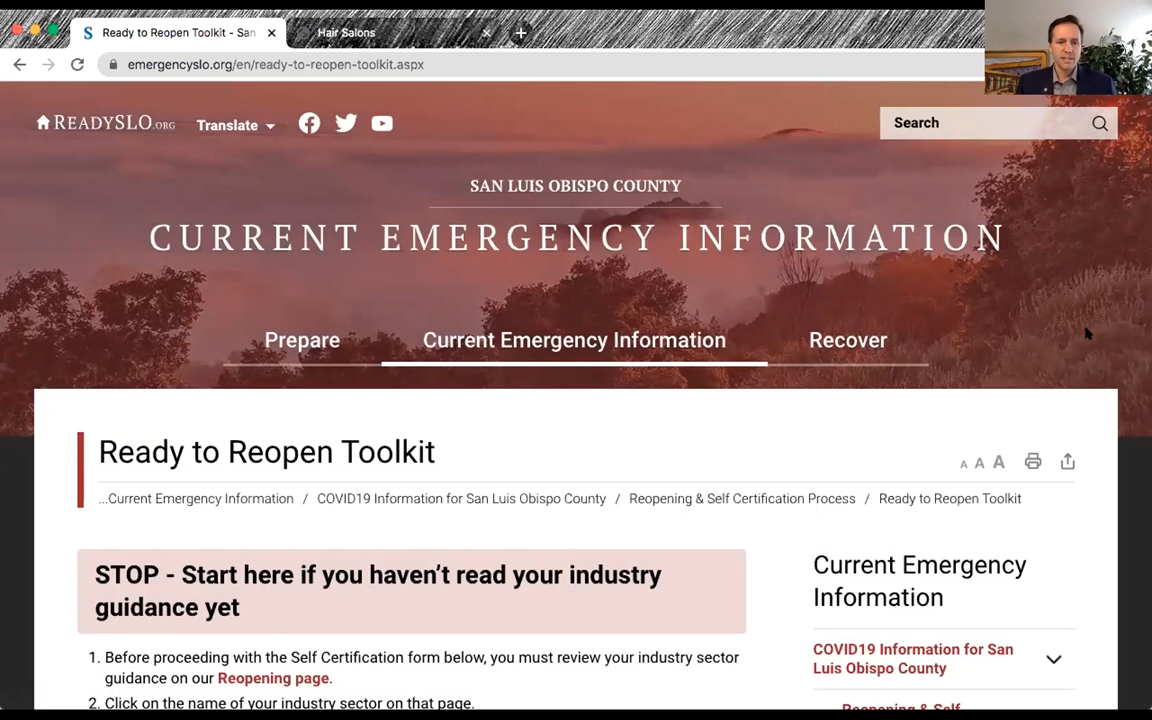 Ready to Reopen Toolkit - San
Hair Salons
emergencyslo.org/en/ready-to-reopen-toolkit.aspx
READYSLO.ORG
Translate
Search
SAN LUIS OBISPO COUNTY
CURRENT EMERGENCY INFORMATION
Prepare
Current Emergency Information
Recover
Ready to Reopen Toolkit
A A A
...Current Emergency Information / COVID19 Information for San Luis Obispo County / Reopening & Self Certification Process / Ready to Reopen Toolkit
STOP - Start here if you haven't read your industry
guidance yet
1. Before proceeding with the Self Certification form below, you must review your industry sector
guidance on our Reopening page.
2. Click on the name of your industry sector on that page.
Current Emergency
Information
COVID19 Information for San
Luis Obispo County
Reopening & Self